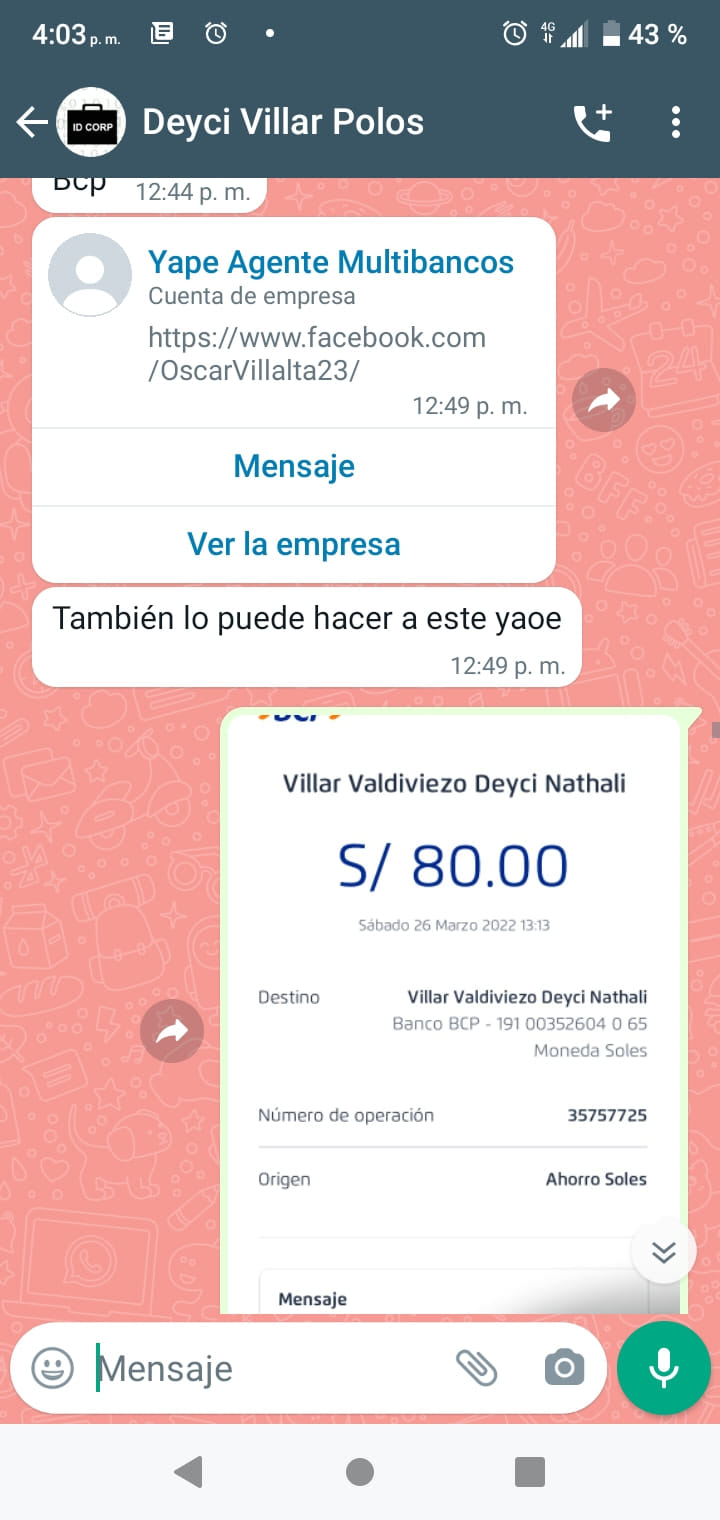 4:03 p. m.
4G
43 %
ID CORP
Deyci Villar Polos
Bcp
12:44 p. m.
Yape Agente Multibancos
Cuenta de empresa
https://www.facebook.com
/OscarVillalta23/
12:49 p. m.
Mensaje
Ver la empresa
También lo puede hacer a este yaoe
12:49 p. m.
BCP
Villar Valdiviezo Deyci Nathali
S/ 80.00
Sábado 26 Marzo 2022 13:13
Destino
Villar Valdiviezo Deyci Nathali
Banco BCP - 191 00352604 0 65
Moneda Soles
Número de operación
35757725
Origen
Ahorro Soles
Mensaje
Mensaje